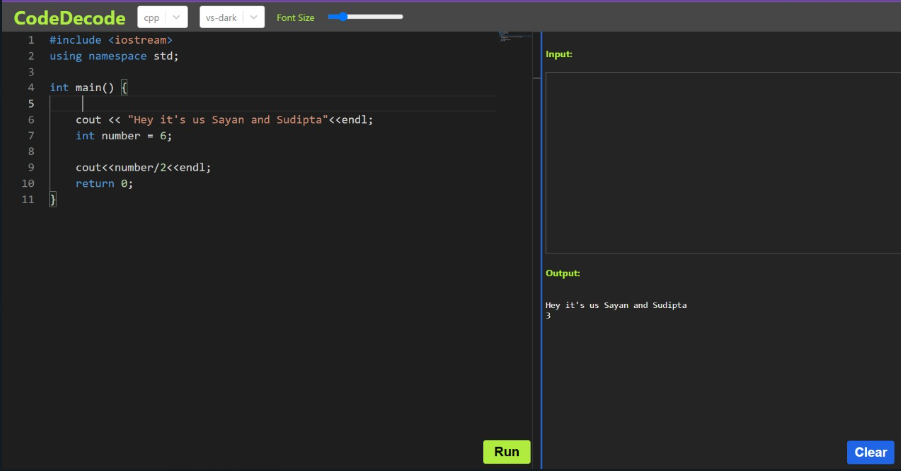 CodeDecode cpp vs-dark Font Size
1 #include <iostream>
2 using namespace std;
3
4 int main() {
5
6 cout << "Hey it's us Sayan and Sudipta"<<endl;
7 int number = 6;
8
9 cout<<number/2<<endl;
10 return 0;
11 }
Run
Input:
Output:
Hey it's us Sayan and Sudipta
3
Clear